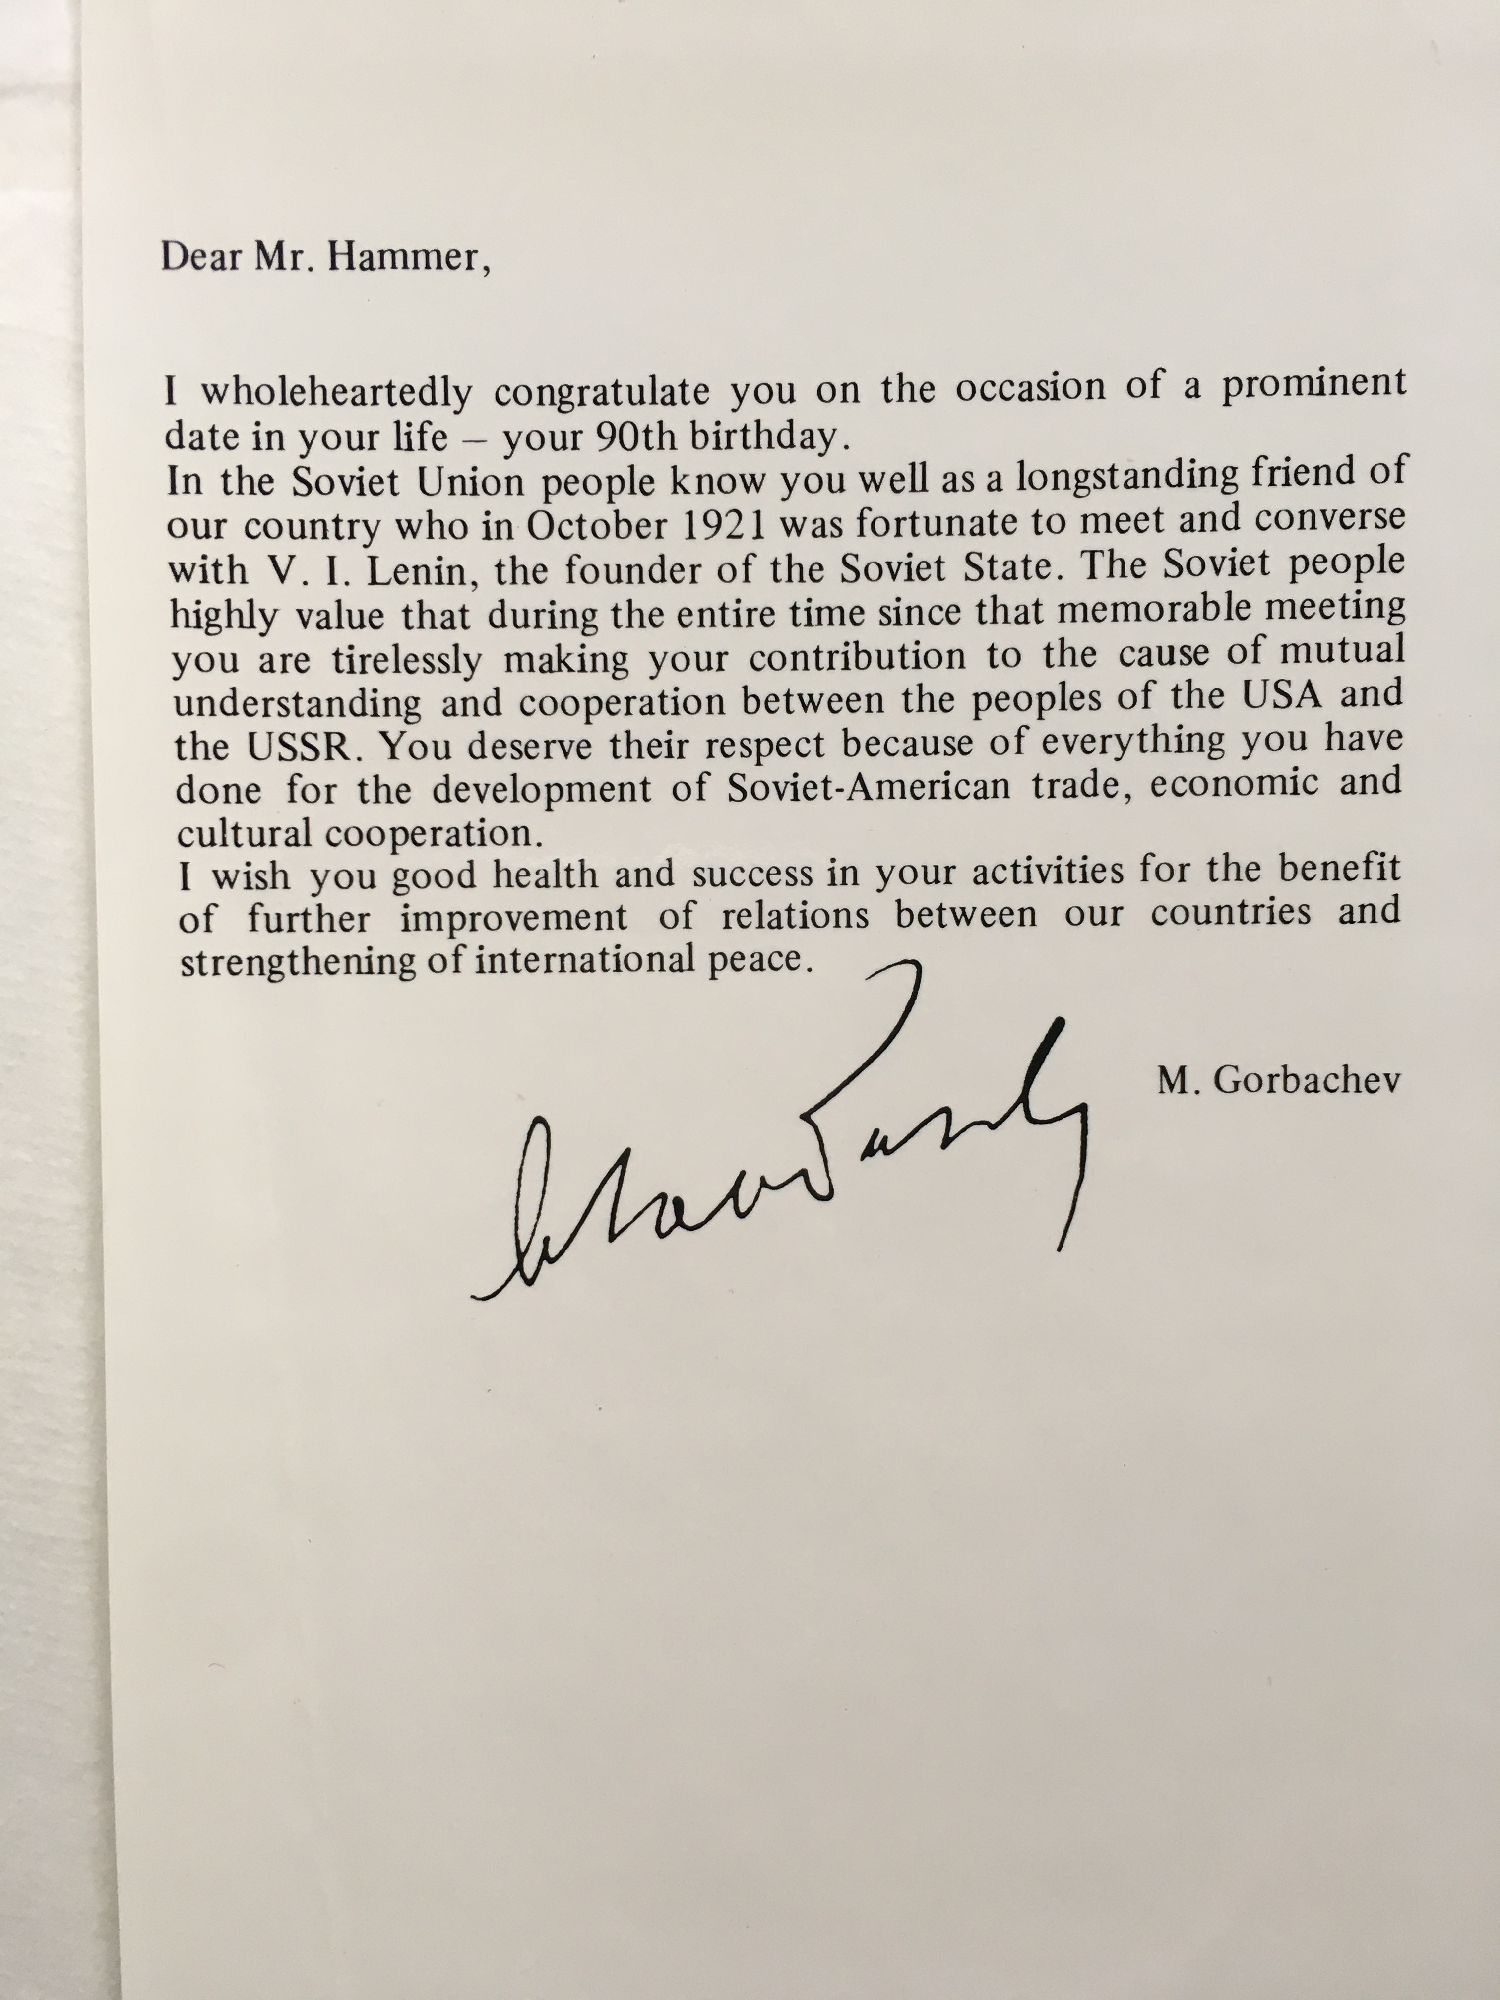 Dear Mr. Hammer,
I wholeheartedly congratulate you on the occasion of a prominent
date in your life – your 90th birthday.
In the Soviet Union people know you well as a longstanding friend of
our country who in October 1921 was fortunate to meet and converse
with V. I. Lenin, the founder of the Soviet State. The Soviet people
highly value that during the entire time since that memorable meeting
you are tirelessly making your contribution to the cause of mutual
understanding and cooperation between the peoples of the USA and
the USSR. You deserve their respect because of everything you have
done for the development of Soviet-American trade, economic and
cultural cooperation.
I wish you good health and success in your activities for the benefit
of further improvement of relations between our countries and
strengthening of international peace.
M. Gorbachev